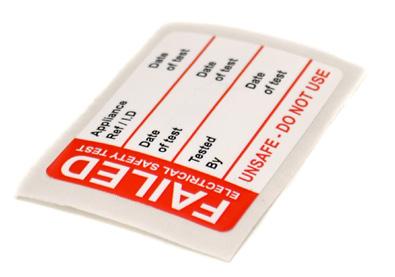 FAILED
ELECTRICAL SAFETY TEST
Appliance
Ref / I.D
Date
of test
Date
of test
Date
of test
Tested
By
Date
of test
UNSAFE - DO NOT USE